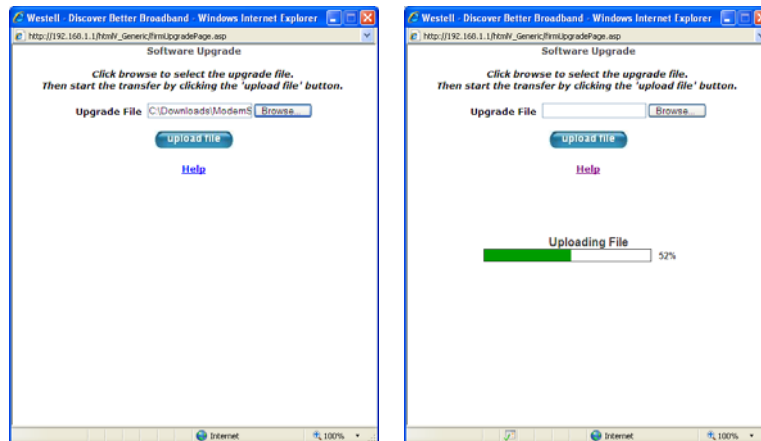 Westell - Discover Better Broadband - Windows Internet Explorer
http://192.168.1.1/htmlV_Generic/firmUpgradePage.asp
Software Upgrade
Click browse to select the upgrade file.
Then start the transfer by clicking the 'upload file' button.
Upgrade File C:\Downloads\ModemS Browse...
upload file
Help
Internet 100%
Westell - Discover Better Broadband - Windows Internet Explorer
http://192.168.1.1/htmlV_Generic/firmUpgradePage.asp
Software Upgrade
Click browse to select the upgrade file.
Then start the transfer by clicking the 'upload file' button.
Upgrade File Browse...
upload file
Help
Uploading File
52%
Internet 100%